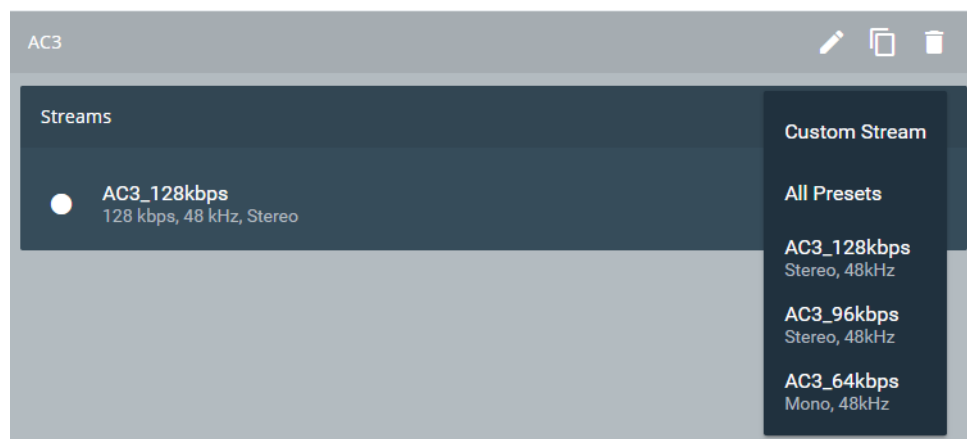 AC3
Streams
AC3_128kbps
128 kbps, 48 kHz, Stereo
Custom Stream
All Presets
AC3_128kbps
Stereo, 48kHz
AC3_96kbps
Stereo, 48kHz
AC3_64kbps
Mono, 48kHz